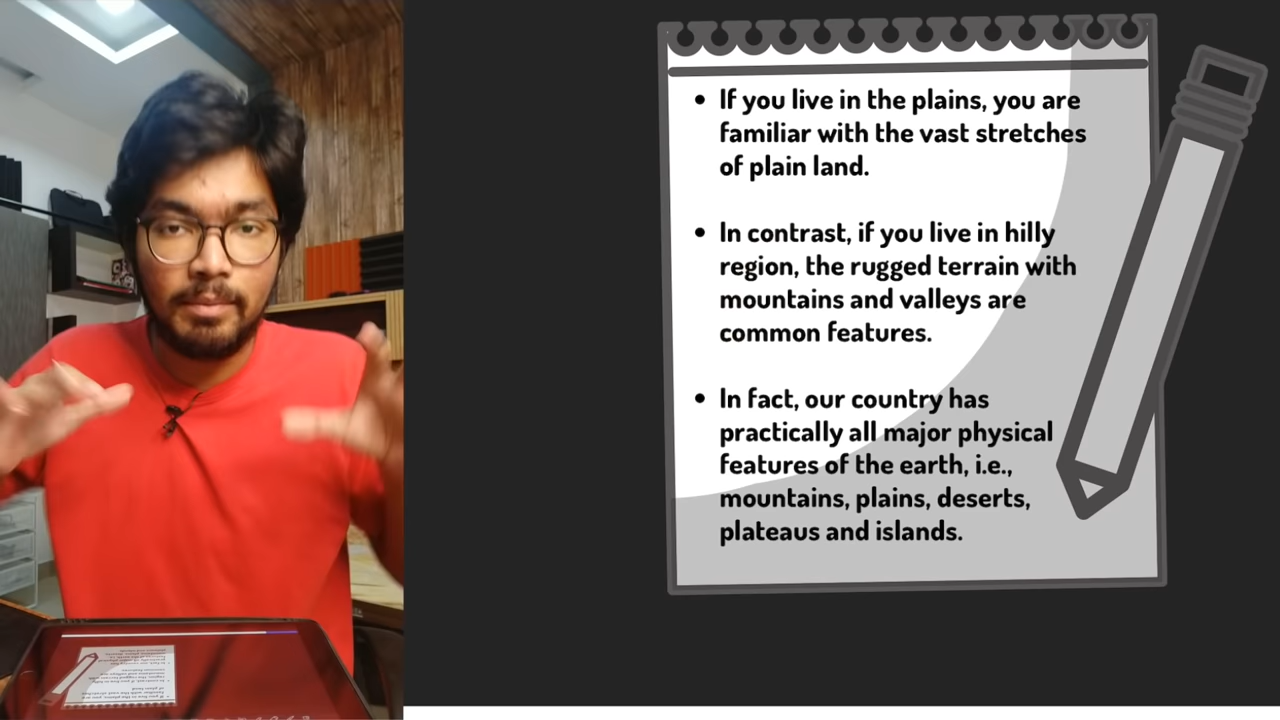 • If you live in the plains, you are
familiar with the vast stretches
of plain land.
• In contrast, if you live in hilly
region, the rugged terrain with
mountains and valleys are
common features.
• In fact, our country has
practically all major physical
features of the earth, i.e.,
mountains, plains, deserts,
plateaus and islands.